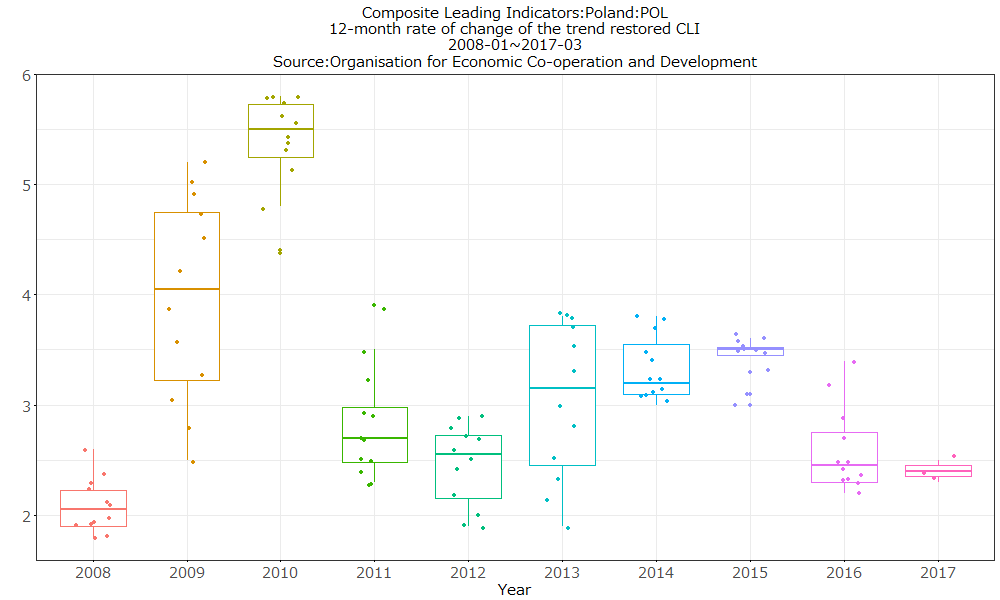 Composite Leading Indicators:Poland:POL
12-month rate of change of the trend restored CLI
2008-01~2017-03
Source:Organisation for Economic Co-operation and Development
6
5
4
3
2
2008 2009 2010 2011 2012 2013 2014 2015 2016 2017
Year